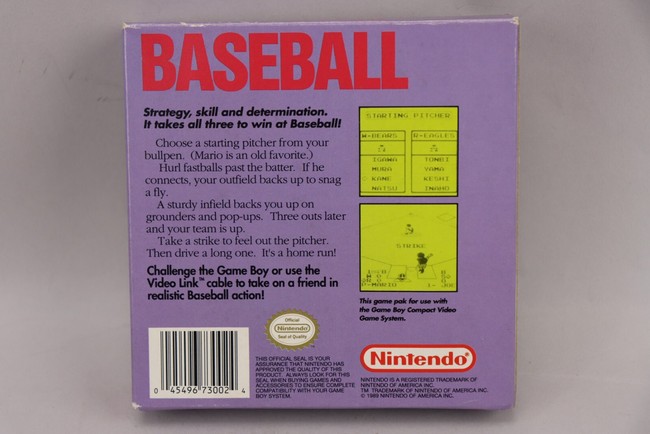 BASEBALL
Strategy, skill and determination.
It takes all three to win at Baseball!
Choose a starting pitcher from your
bullpen. (Mario is an old favorite.)
Hurl fastballs past the batter. If he
connects, your outfield backs up to snag
a fly.
A sturdy infield backs you up on
grounders and pop-ups. Three outs later
and your team is up.
Take a strike to feel out the pitcher.
Then drive a long one. It's a home run!
Challenge the Game Boy or use the
Video Link™ cable to take on a friend in
realistic Baseball action!
STARTING PITCHER
W-BEARS R-EAGLES
IGAWA TONBI
MURA YAMA
KANE KESHI
NATSU INAHO
STRIKE
P-MARIO
This game pak for use with
the Game Boy Compact Video
Game System.
0 45496 73002 4
Official
Nintendo
Seal of Quality
THIS OFFICIAL SEAL IS YOUR
ASSURANCE THAT NINTENDO HAS
APPROVED THE QUALITY OF THIS
PRODUCT. ALWAYS LOOK FOR THIS
SEAL WHEN BUYING GAMES AND
ACCESSORIES TO ENSURE COMPLETE
COMPATIBILITY WITH YOUR GAME
BOY SYSTEM.
Nintendo
NINTENDO IS A REGISTERED TRADEMARK OF
NINTENDO OF AMERICA INC.
TM TRADEMARK OF NINTENDO OF AMERICA INC.
© 1989 NINTENDO OF AMERICA INC.